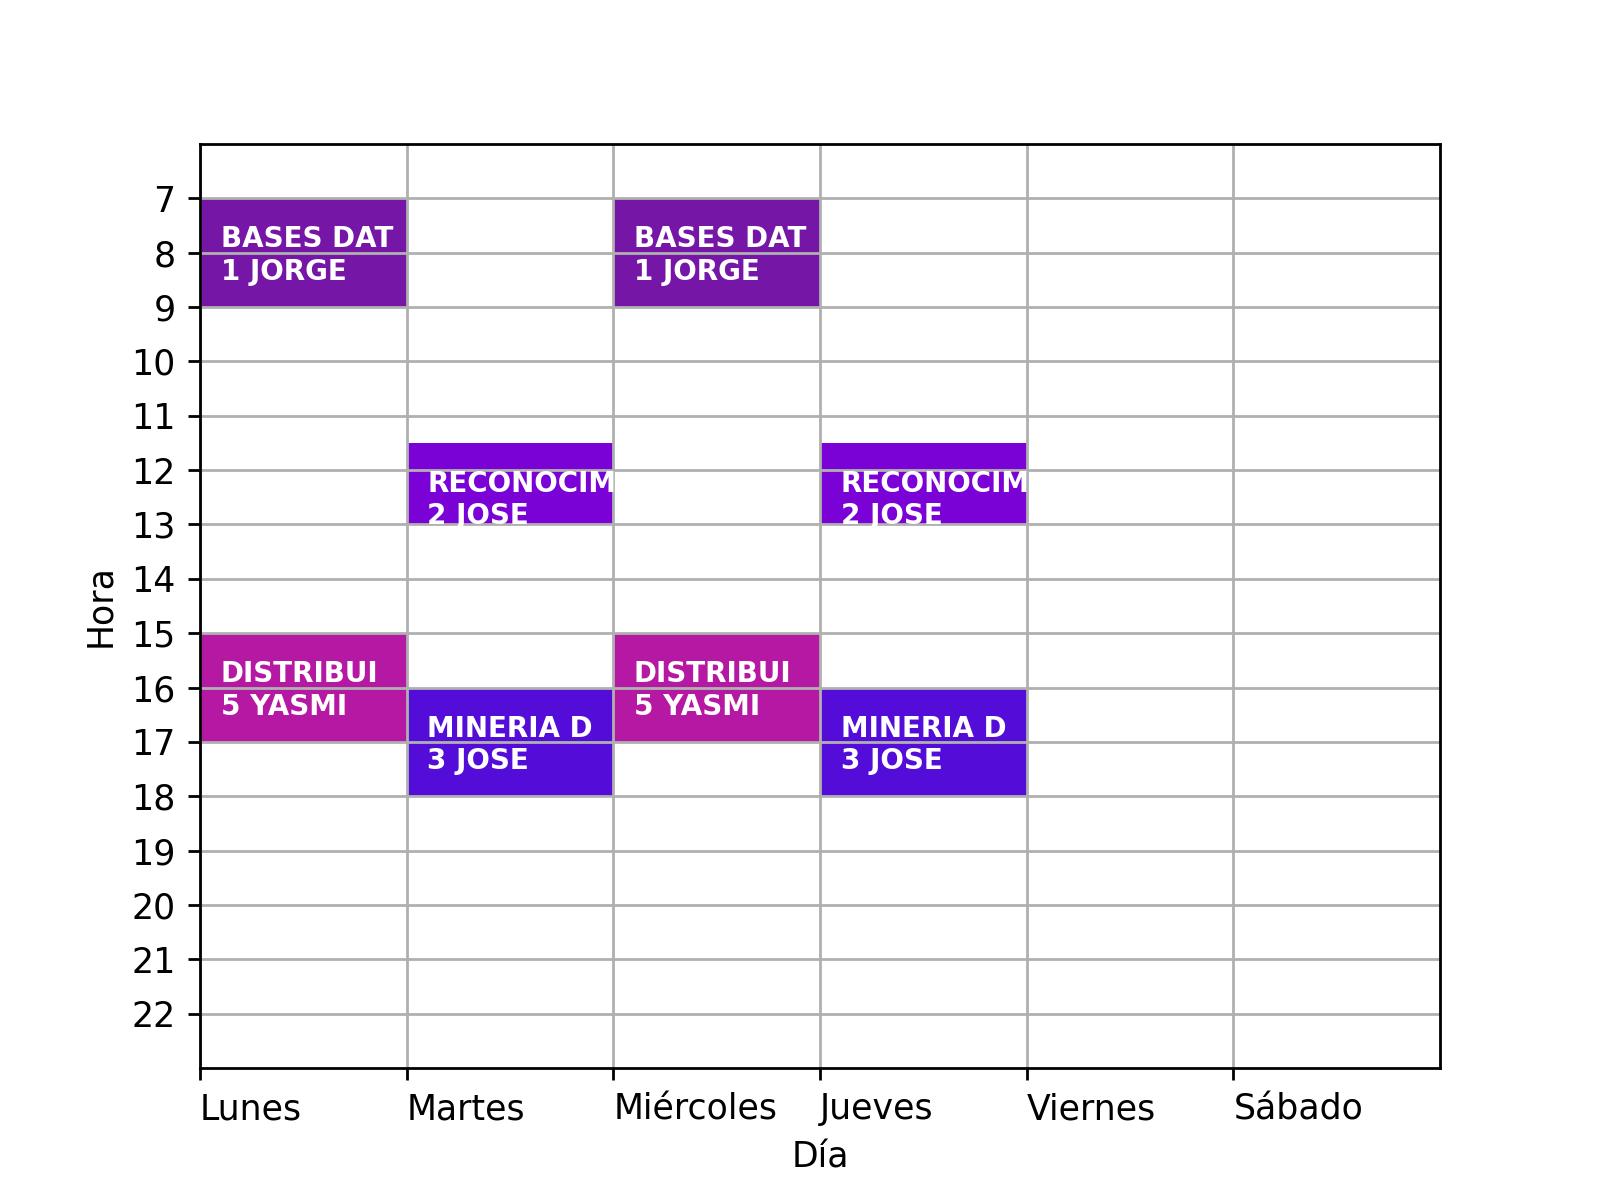 7
BASES DAT
1 JORGE
BASES DAT
1 JORGE
8
9
10
11
12
RECONOCIM
2 JOSE
RECONOCIM
2 JOSE
13
14
Hora
15
DISTRIBUI
5 YASMI
DISTRIBUI
5 YASMI
16
MINERIA D
3 JOSE
MINERIA D
3 JOSE
17
18
19
20
21
22
Lunes
Martes
Miércoles
Jueves
Viernes
Sábado
Día